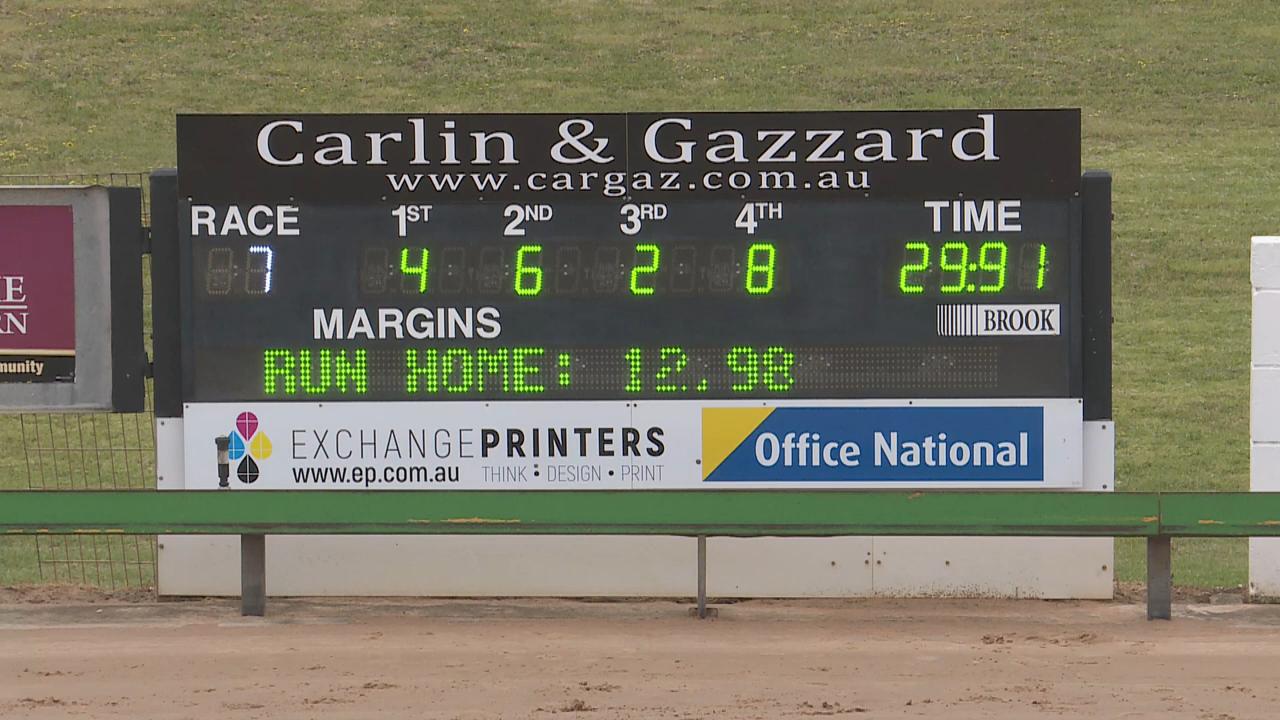 Carlin & Gazzard
www.cargaz.com.au
RACE 1ST 2ND 3RD 4TH TIME
7 4 6 2 8 29:91
MARGINS
BROOK
RUN HOME: 12.98
EXCHANGEPRINTERS
www.ep.com.au THINK • DESIGN • PRINT
Office National